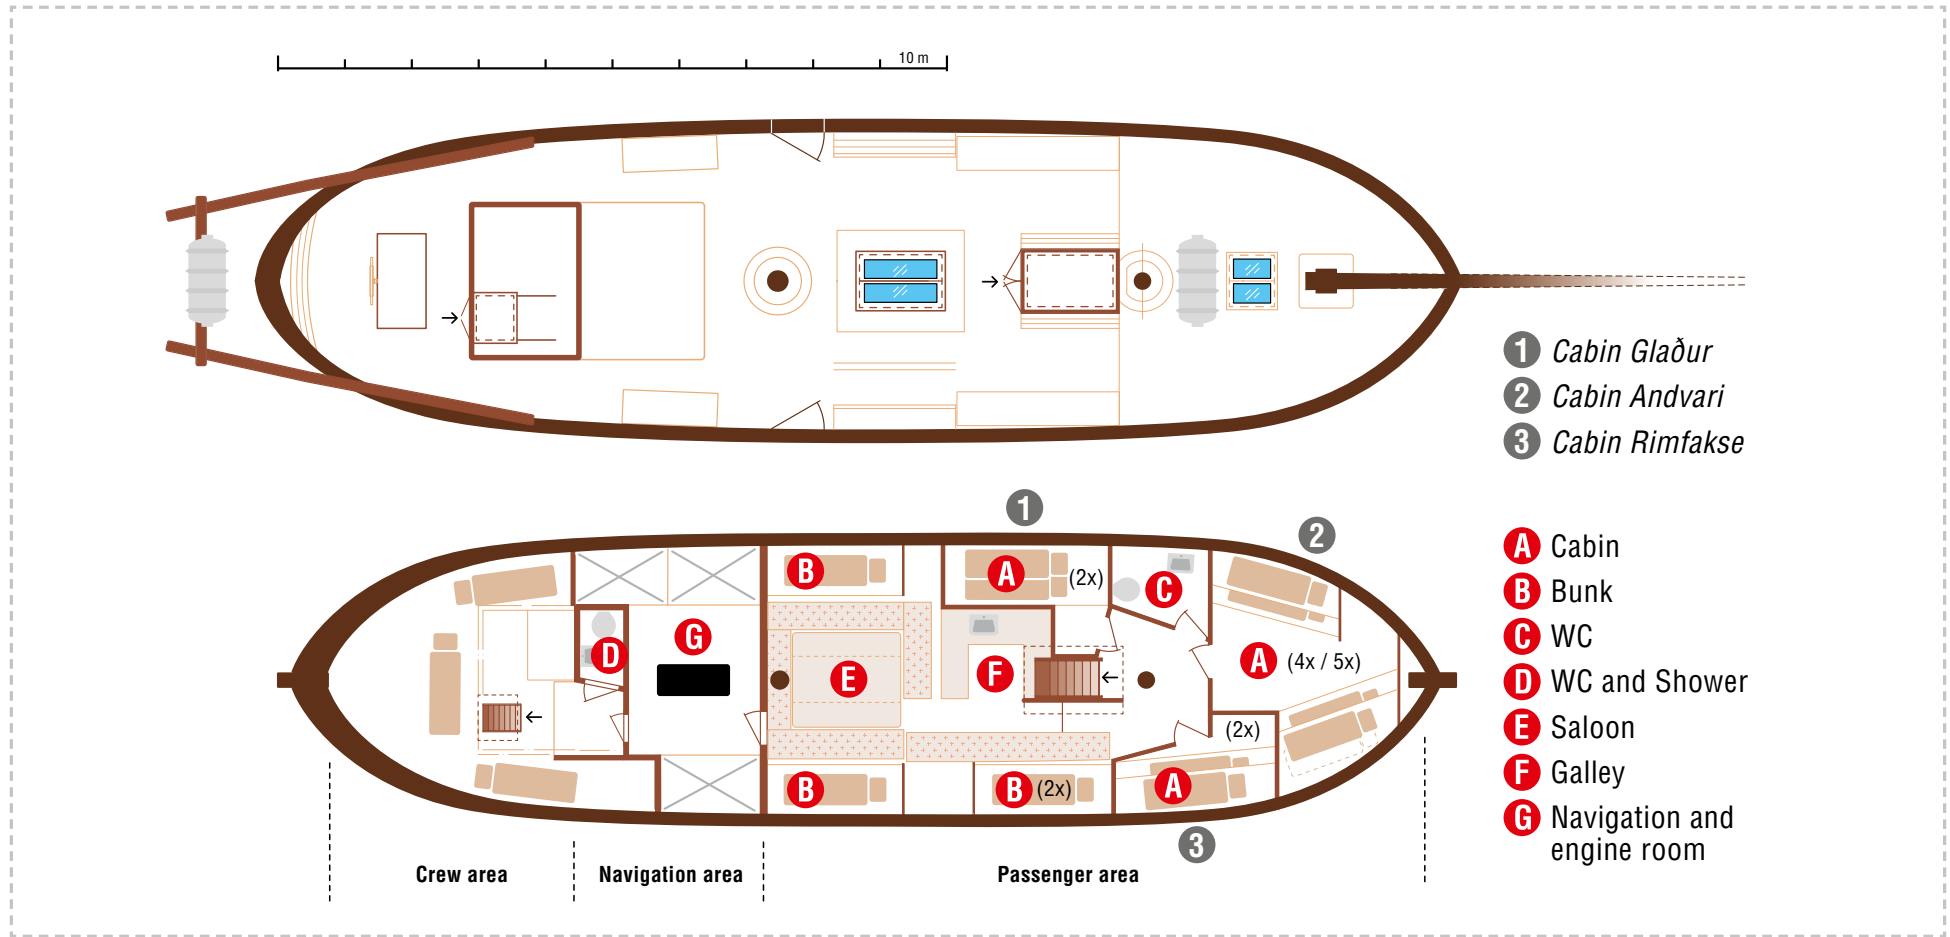 10 m
1 Cabin Glaður
2 Cabin Andvari
3 Cabin Rimfakse
1
2
B
A (2x)
C
A Cabin
B Bunk
C WC
D WC and Shower
E Saloon
F Galley
G Navigation and
engine room
G
D
E
F
A (4x / 5x)
(2x)
B
B (2x)
A
3
Crew area
Navigation area
Passenger area